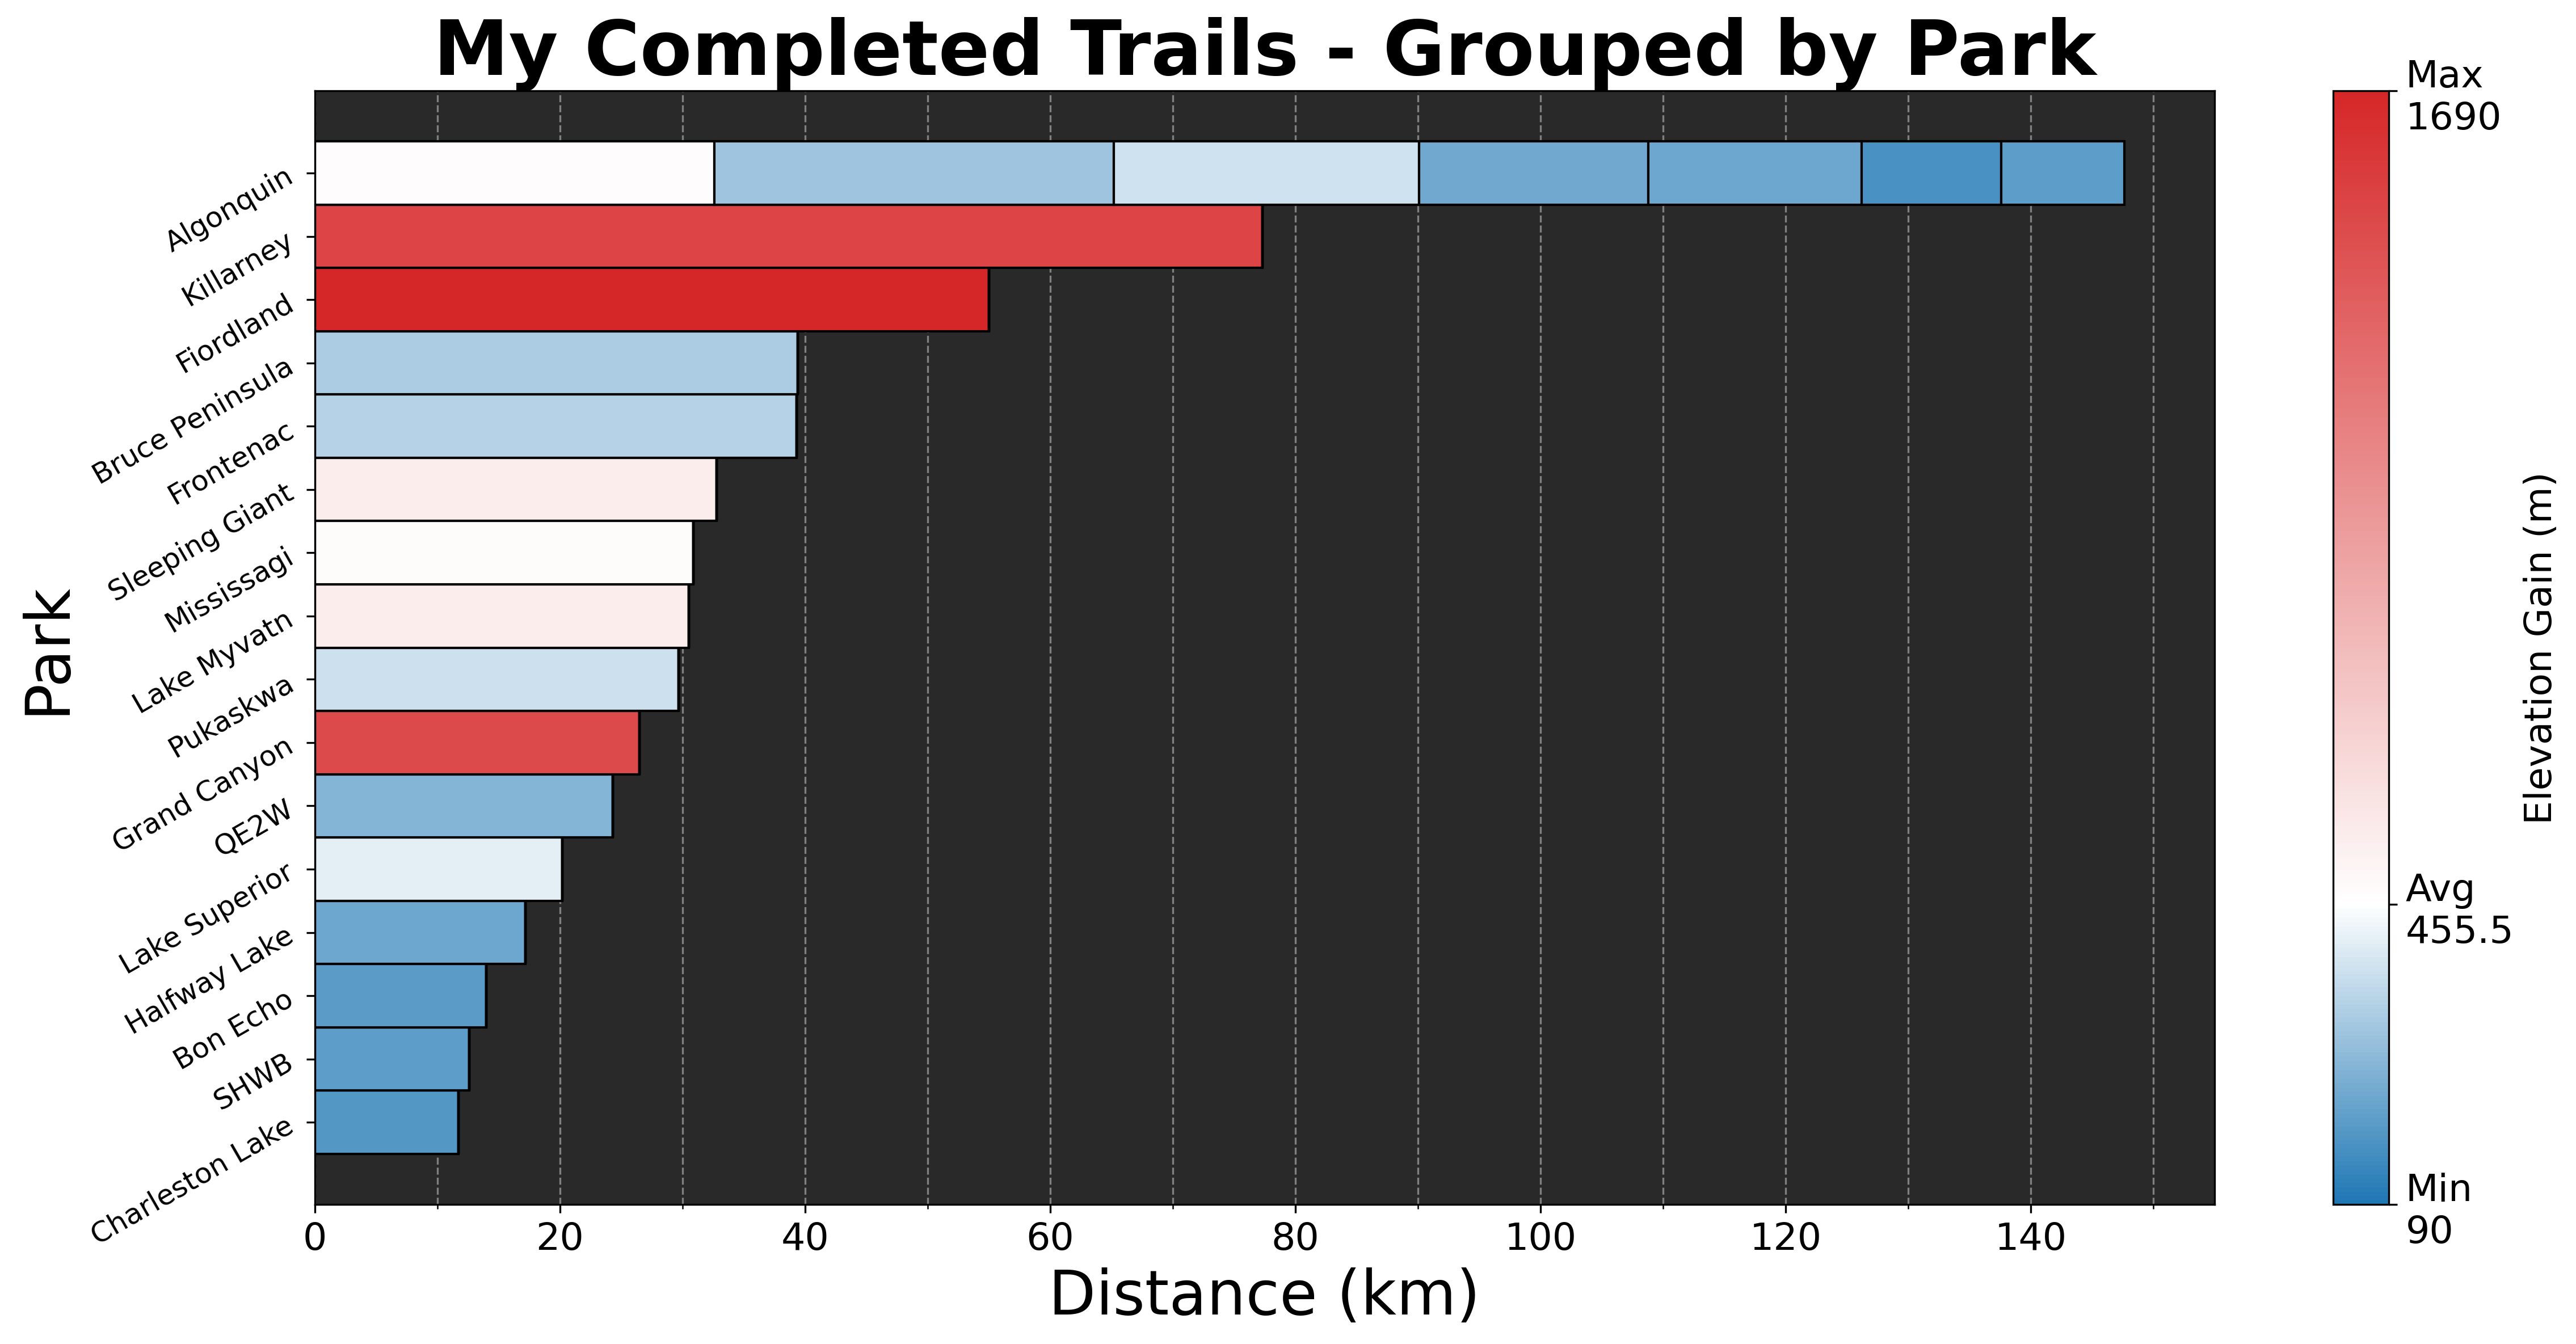 My Completed Trails - Grouped by Park
Park
Algonquin
Killarney
Fiordland
Bruce Peninsula
Frontenac
Sleeping Giant
Mississagi
Lake Myvatn
Pukaskwa
Grand Canyon
QE2W
Lake Superior
Halfway Lake
Bon Echo
SHWB
Charleston Lake
0 20 40 60 80 100 120 140
Distance (km)
Max
1690
Avg
455.5
Min
90
Elevation Gain (m)